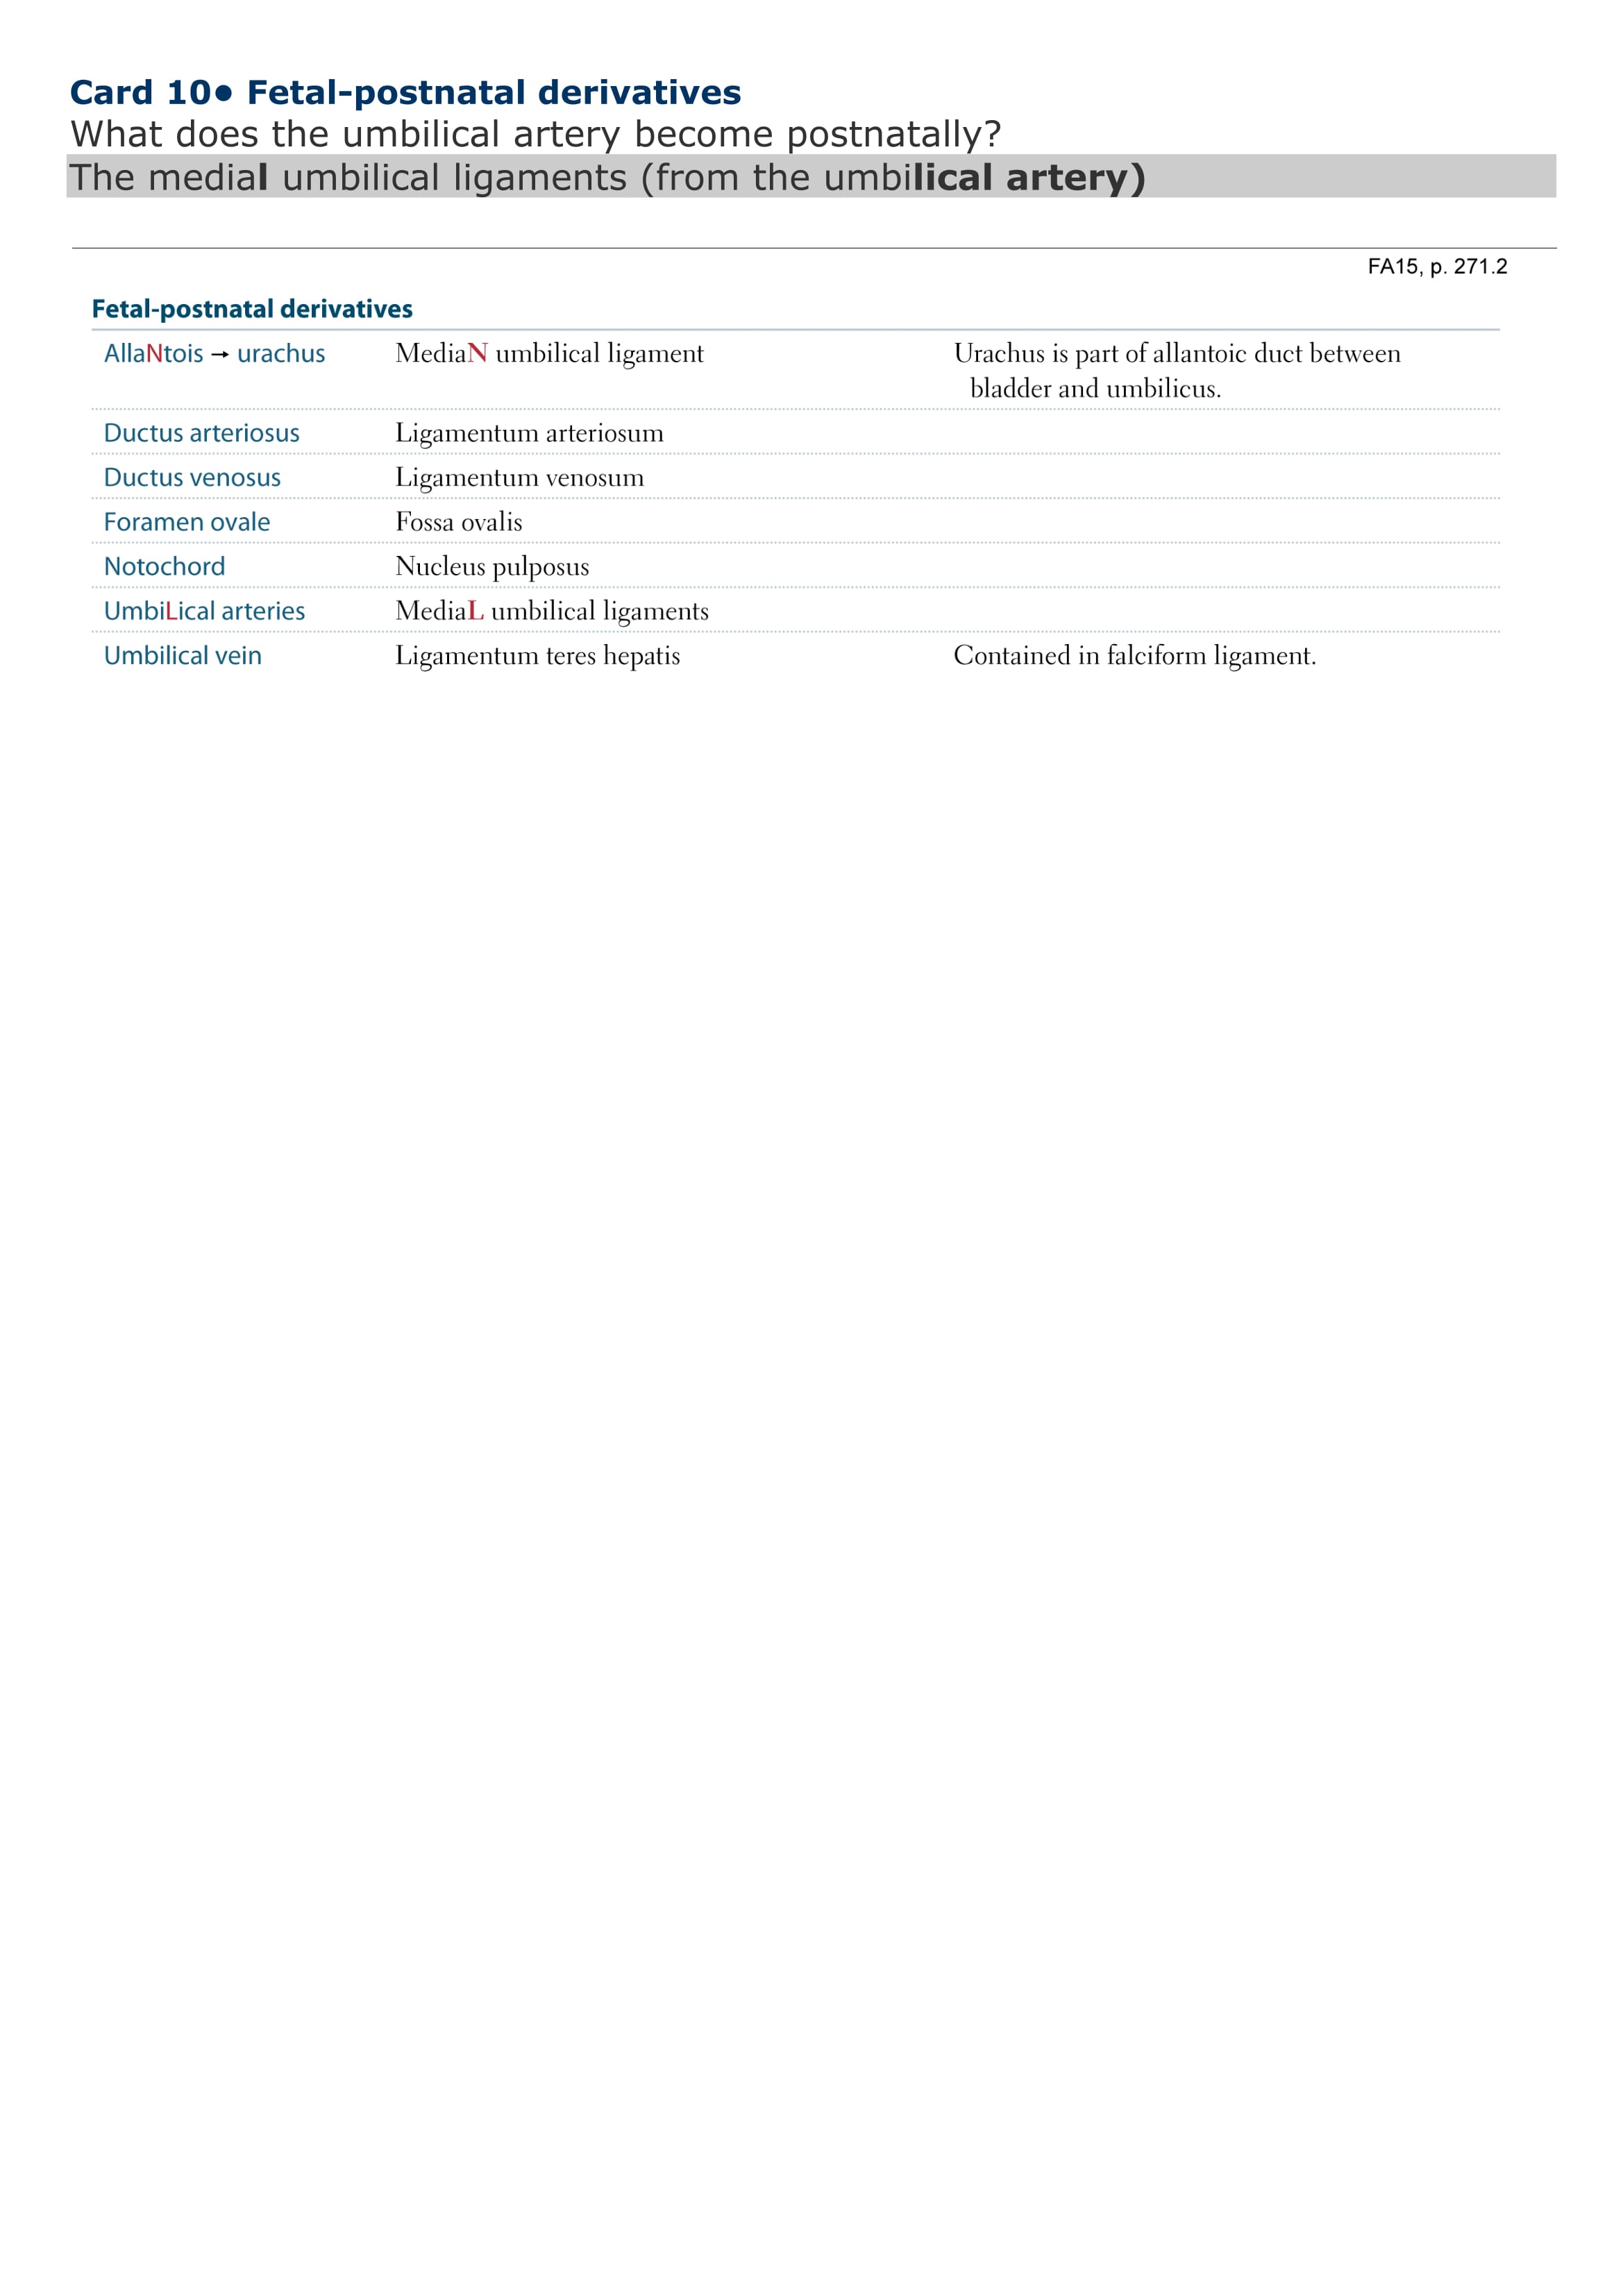 Card 10● Fetal-postnatal derivatives
What does the umbilical artery become postnatally?
The medial umbilical ligaments (from the umbilical artery)
FA15, p. 271.2
Fetal-postnatal derivatives
AllaNtois → urachus MediaN umbilical ligament Urachus is part of allantoic duct between
bladder and umbilicus.
Ductus arteriosus Ligamentum arteriosum
Ductus venosus Ligamentum venosum
Foramen ovale Fossa ovalis
Notochord Nucleus pulposus
UmbiLical arteries MediaL umbilical ligaments
Umbilical vein Ligamentum teres hepatis Contained in falciform ligament.